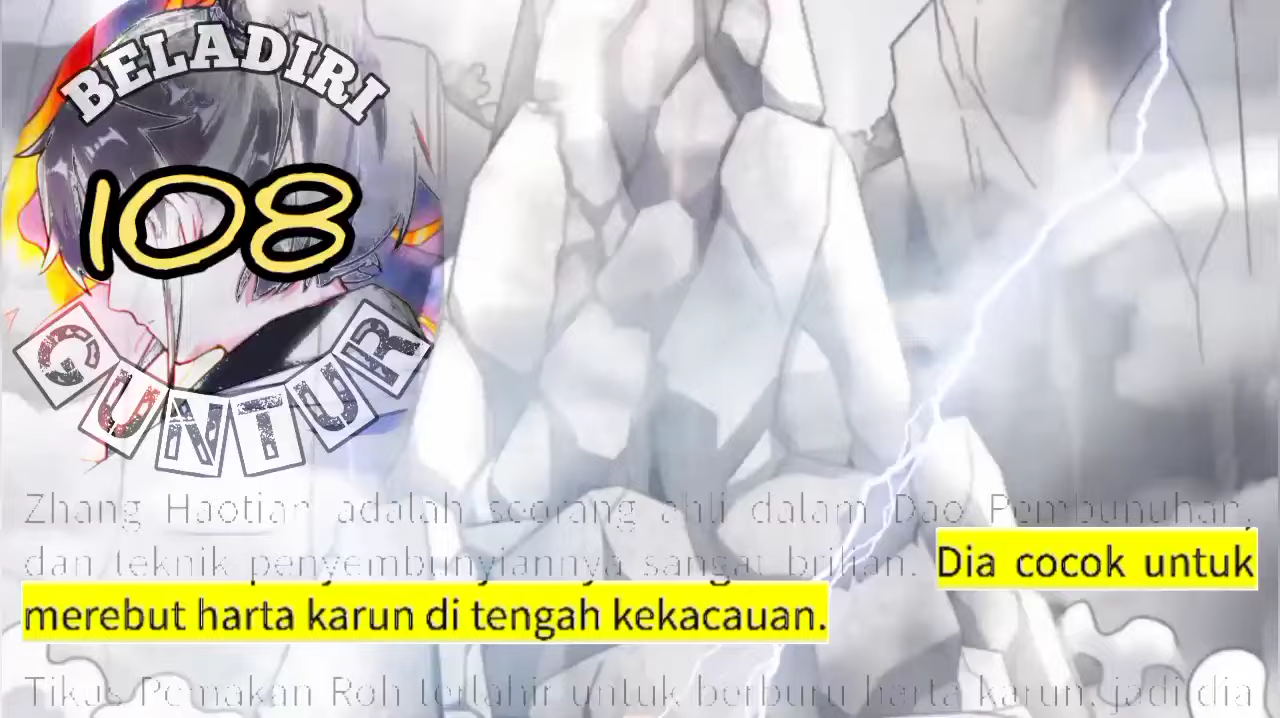 BELADIRI
108
GUNTUR
Zhang Haotian adalah seorang ahli dalam Dao Pembunuhan,
dan teknik penyembunyiannya sangat brilian. Dia cocok untuk
merebut harta karun di tengah kekacauan.
Tikus Pemakan Roh terlahir untuk berburu harta karun, jadi dia